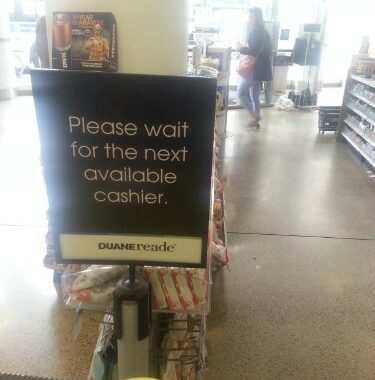 Please wait
for the next
available
cashier.
DUANEreade